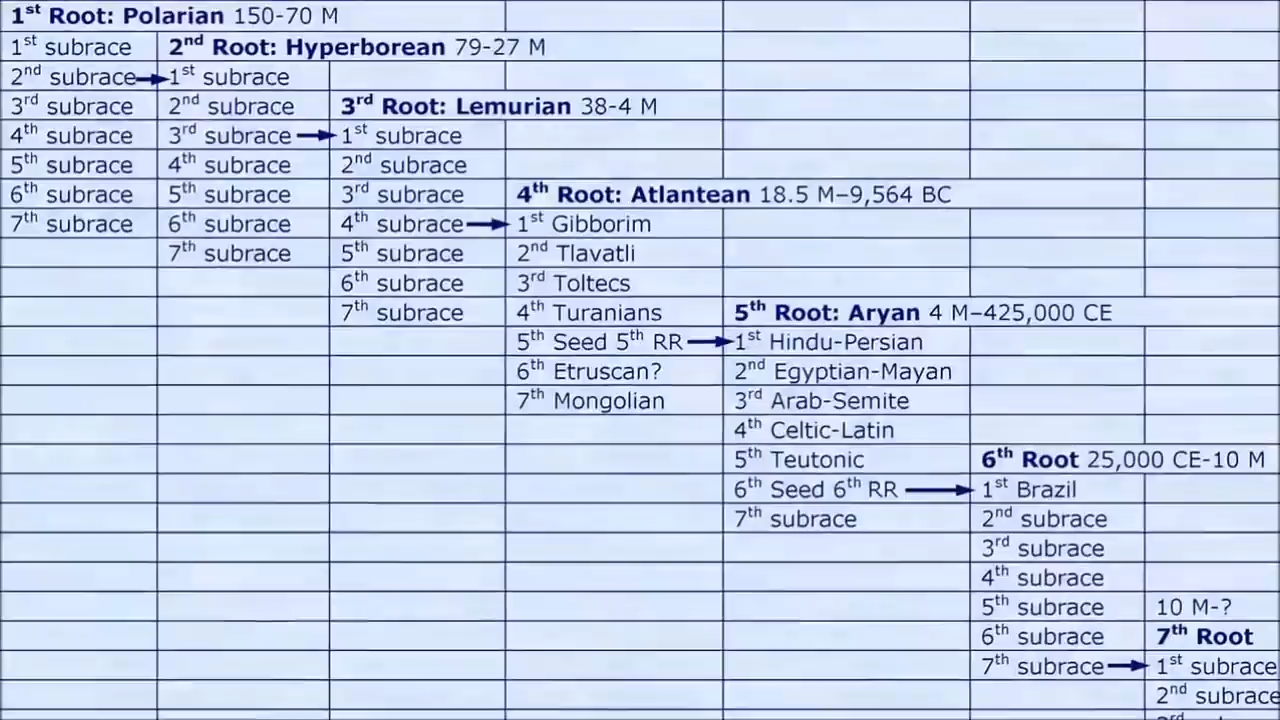 1st Root: Polarian 150-70 M
1st subrace 2nd Root: Hyperborean 79-27 M
2nd subrace 1st subrace
3rd subrace 2nd subrace 3rd Root: Lemurian 38-4 M
4th subrace 3rd subrace 1st subrace
5th subrace 4th subrace 2nd subrace
6th subrace 5th subrace 3rd subrace 4th Root: Atlantean 18.5 M–9,564 BC
7th subrace 6th subrace 4th subrace 1st Gibborim
7th subrace 5th subrace 2nd Tlavatli
6th subrace 3rd Toltecs
7th subrace 4th Turanians 5th Root: Aryan 4 M–425,000 CE
5th Seed 5th RR 1st Hindu-Persian
6th Etruscan? 2nd Egyptian-Mayan
7th Mongolian 3rd Arab-Semite
4th Celtic-Latin
5th Teutonic 6th Root 25,000 CE-10 M
6th Seed 6th RR 1st Brazil
7th subrace 2nd subrace
3rd subrace
4th subrace
5th subrace 10 M-?
6th subrace 7th Root
7th subrace 1st subrace
2nd subrace